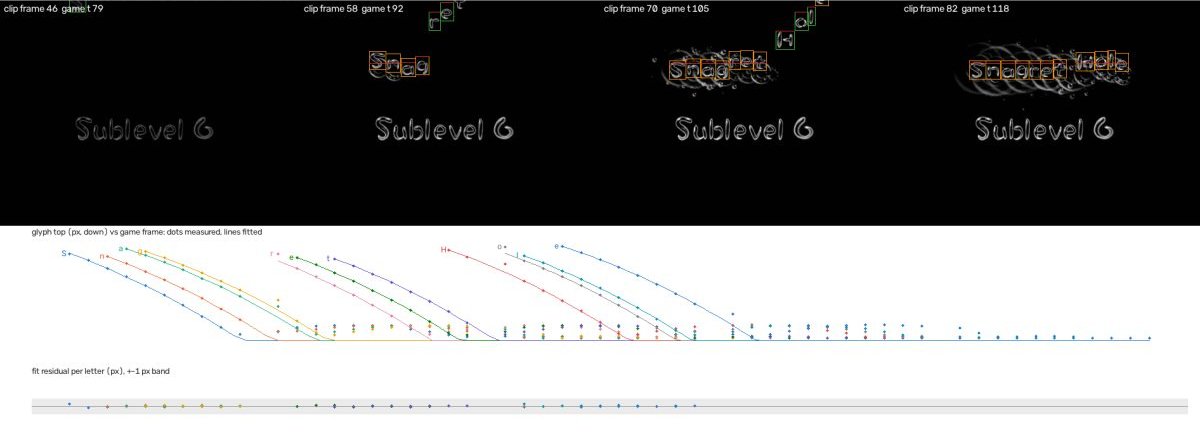 clip frame 46 game t 79
clip frame 58 game t 92
clip frame 70 game t 105
clip frame 82 game t 118
r e r
H o l e
Snag
Snagret
Snagret Hole
Sublevel 6
Sublevel 6
Sublevel 6
Sublevel 6
glyph top (px, down) vs game frame: dots measured, lines fitted
S n a g r e t H o l e
fit residual per letter (px), +-1 px band